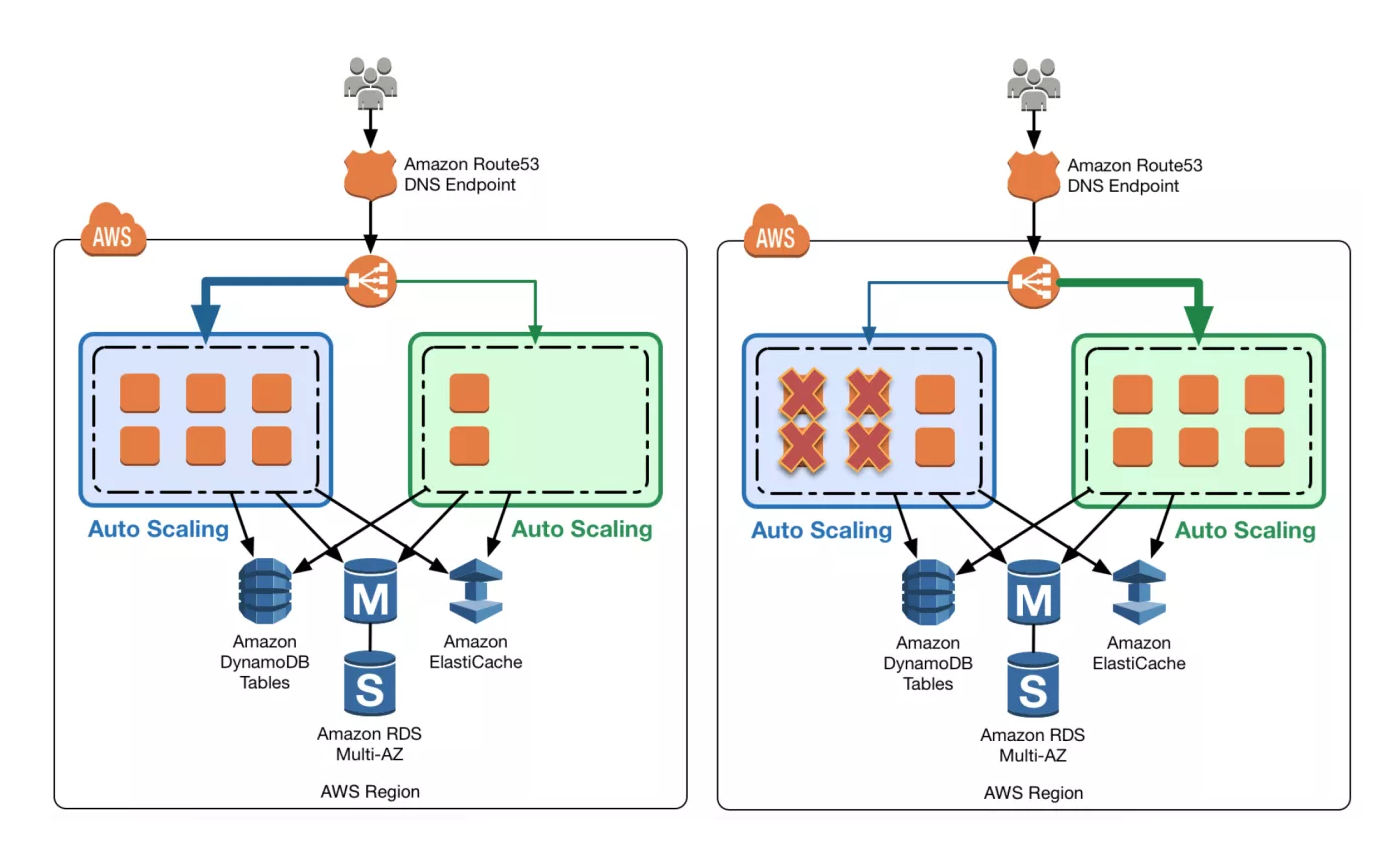 Amazon Route53
DNS Endpoint
AWS
Auto Scaling
Auto Scaling
M
Amazon
DynamoDB
Tables
Amazon
ElastiCache
S
Amazon RDS
Multi-AZ
AWS Region
Amazon Route53
DNS Endpoint
AWS
Auto Scaling
Auto Scaling
M
Amazon
DynamoDB
Tables
Amazon
ElastiCache
S
Amazon RDS
Multi-AZ
AWS Region